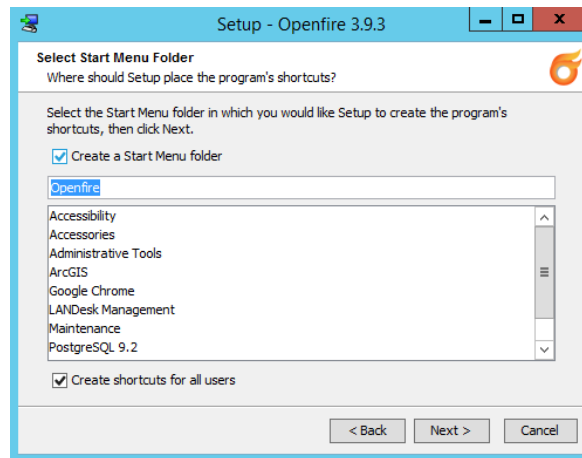 Setup - Openfire 3.9.3
Select Start Menu Folder
Where should Setup place the program's shortcuts?
Select the Start Menu folder in which you would like Setup to create the program's
shortcuts, then click Next.
Create a Start Menu folder
Openfire
Accessibility
Accessories
Administrative Tools
ArcGIS
Google Chrome
LANDesk Management
Maintenance
PostgreSQL 9.2
Create shortcuts for all users
< Back Next > Cancel